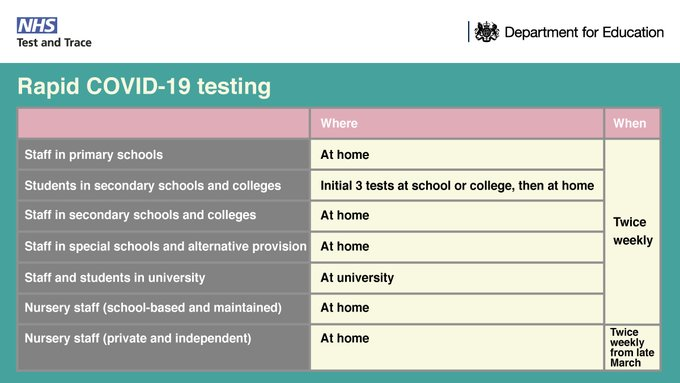 NHS
Test and Trace
Department for Education
Rapid COVID-19 testing
Where When
Staff in primary schools At home
Students in secondary schools and colleges Initial 3 tests at school or college, then at home
Staff in secondary schools and colleges At home
Staff in special schools and alternative provision At home
Staff and students in university At university
Nursery staff (school-based and maintained) At home
Twice
weekly
Nursery staff (private and independent) At home
Twice
weekly
from late
March